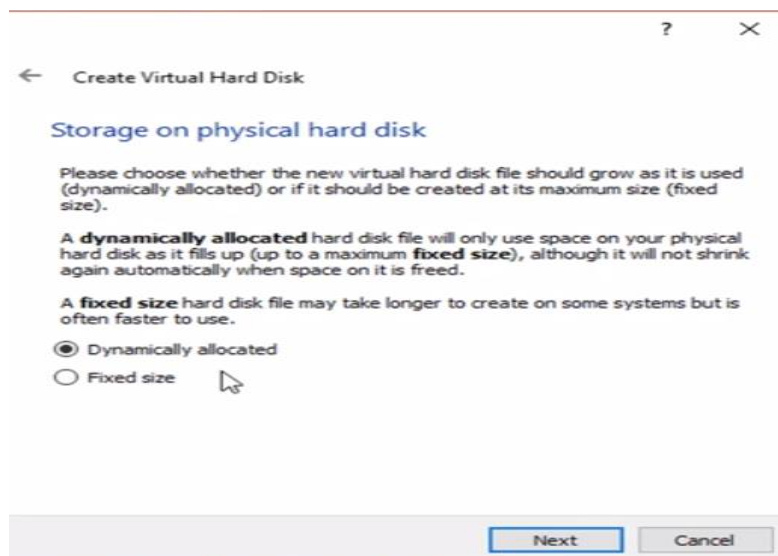 ?
Create Virtual Hard Disk
Storage on physical hard disk
Please choose whether the new virtual hard disk file should grow as it is used
(dynamically allocated) or if it should be created at its maximum size (fixed
size).
A dynamically allocated hard disk file will only use space on your physical
hard disk as it fills up (up to a maximum fixed size), although it will not shrink
again automatically when space on it is freed.
A fixed size hard disk file may take longer to create on some systems but is
often faster to use.
Dynamically allocated
Fixed size
Next Cancel